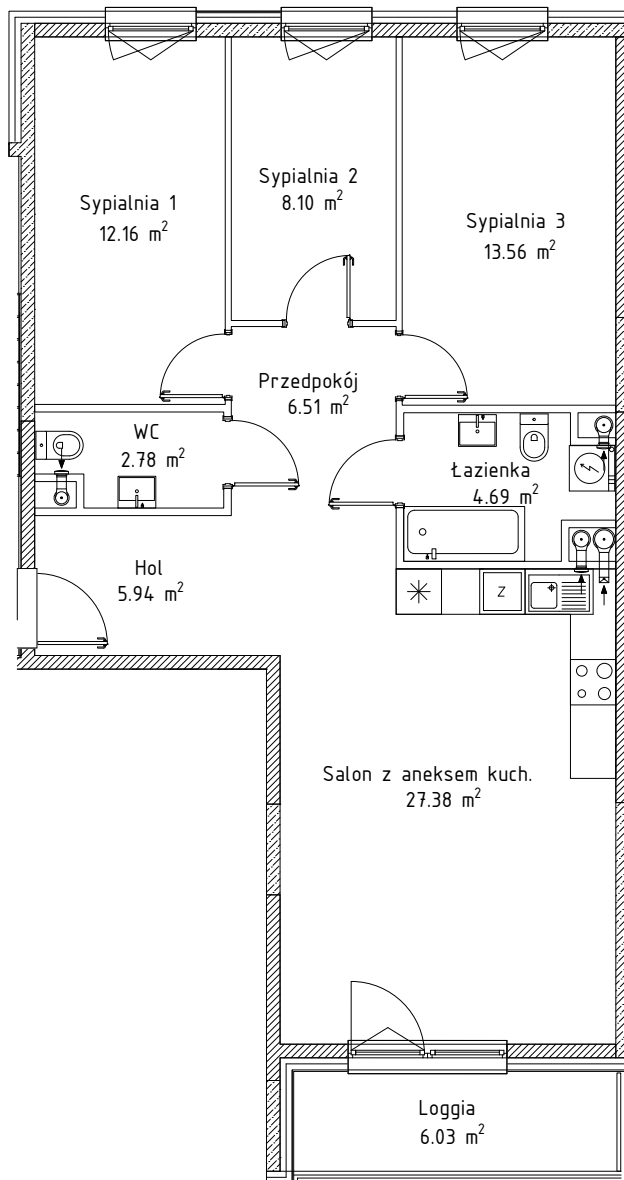 Sypialnia 1
12.16 m²
Sypialnia 2
8.10 m²
Sypialnia 3
13.56 m²
Przedpokój
6.51 m²
WC
2.78 m²
Łazienka
4.69 m²
Hol
5.94 m²
Z
Salon z aneksem kuch.
27.38 m²
Loggia
6.03 m²